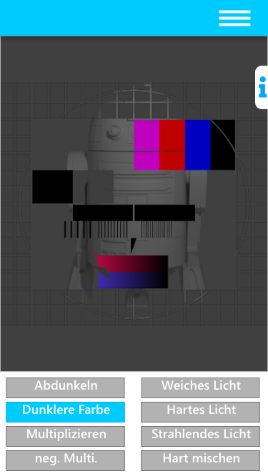 i
Abdunkeln
Weiches Licht
Dunklere Farbe
Hartes Licht
Multiplizieren
Strahlendes Licht
neg. Multi.
Hart mischen